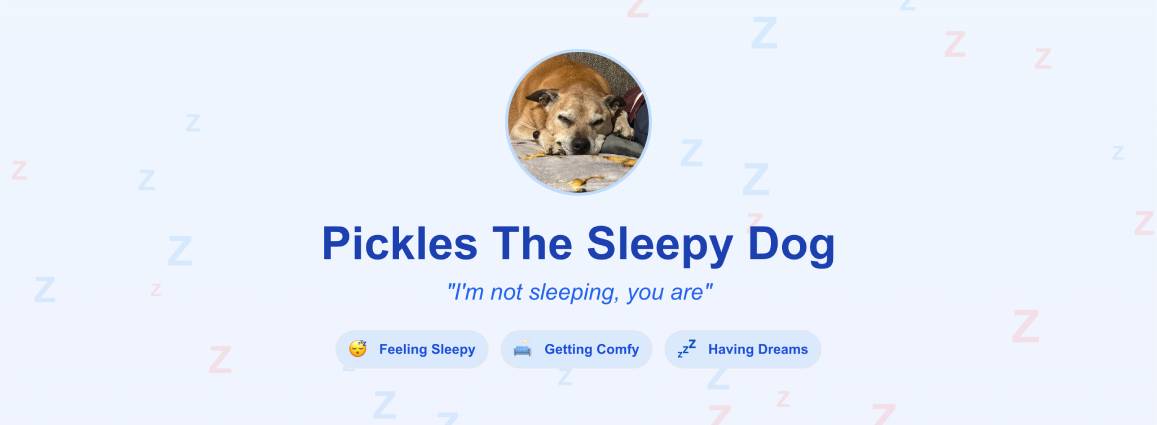 Pickles The Sleepy Dog
"I'm not sleeping, you are"
😴 Feeling Sleepy
🛋️ Getting Comfy
💤 Having Dreams